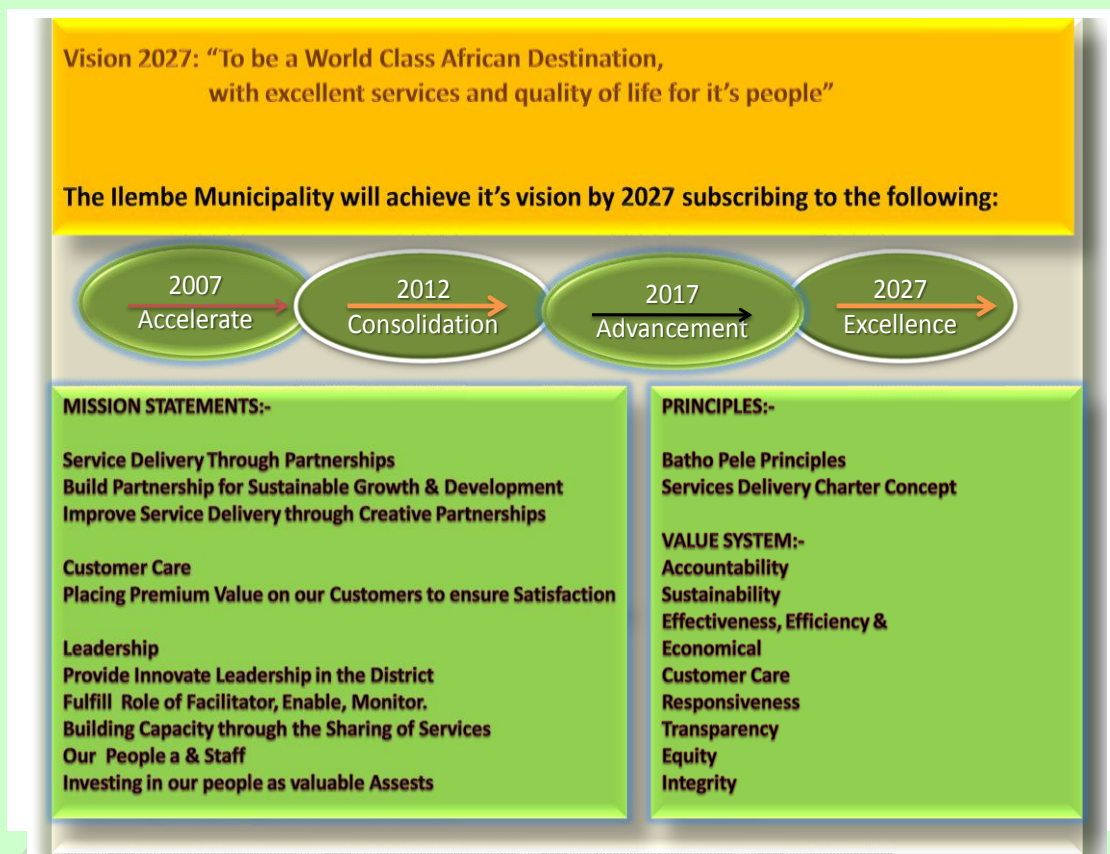 Vision 2027: “To be a World Class African Destination,
with excellent services and quality of life for it’s people”
The Ilembe Municipality will achieve it’s vision by 2027 subscribing to the following:
2007
Accelerate
2012
Consolidation
2017
Advancement
2027
Excellence
MISSION STATEMENTS:-
Service Delivery Through Partnerships
Build Partnership for Sustainable Growth & Development
Improve Service Delivery through Creative Partnerships
Customer Care
Placing Premium Value on our Customers to ensure Satisfaction
Leadership
Provide Innovate Leadership in the District
Fulfill Role of Facilitator, Enable, Monitor.
Building Capacity through the Sharing of Services
Our People a & Staff
Investing in our people as valuable Assests
PRINCIPLES:-
Batho Pele Principles
Services Delivery Charter Concept
VALUE SYSTEM:-
Accountability
Sustainability
Effectiveness, Efficiency &
Economical
Customer Care
Responsiveness
Transparency
Equity
Integrity